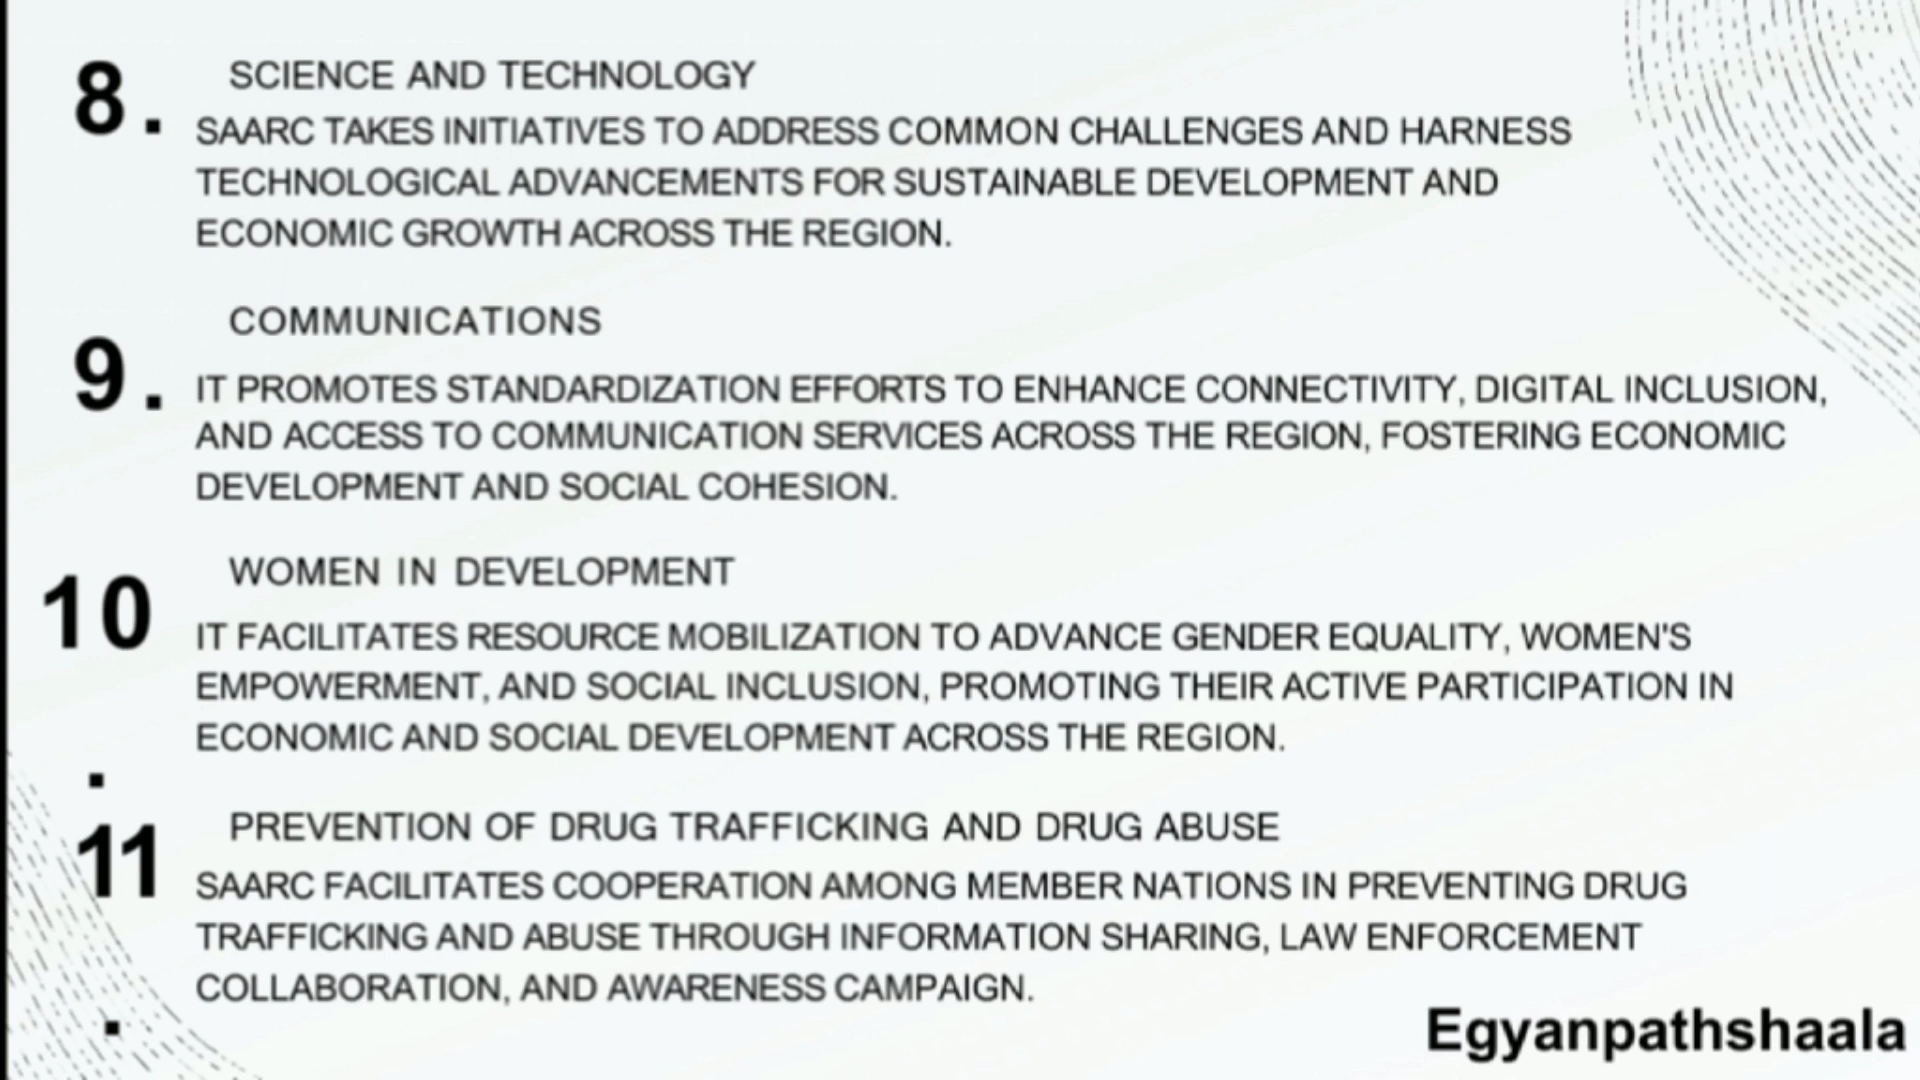 8. SCIENCE AND TECHNOLOGY
SAARC TAKES INITIATIVES TO ADDRESS COMMON CHALLENGES AND HARNESS
TECHNOLOGICAL ADVANCEMENTS FOR SUSTAINABLE DEVELOPMENT AND
ECONOMIC GROWTH ACROSS THE REGION.
COMMUNICATIONS
9. IT PROMOTES STANDARDIZATION EFFORTS TO ENHANCE CONNECTIVITY, DIGITAL INCLUSION,
AND ACCESS TO COMMUNICATION SERVICES ACROSS THE REGION, FOSTERING ECONOMIC
DEVELOPMENT AND SOCIAL COHESION.
WOMEN IN DEVELOPMENT
10 IT FACILITATES RESOURCE MOBILIZATION TO ADVANCE GENDER EQUALITY, WOMEN'S
EMPOWERMENT, AND SOCIAL INCLUSION, PROMOTING THEIR ACTIVE PARTICIPATION IN
ECONOMIC AND SOCIAL DEVELOPMENT ACROSS THE REGION.
.
PREVENTION OF DRUG TRAFFICKING AND DRUG ABUSE
11 SAARC FACILITATES COOPERATION AMONG MEMBER NATIONS IN PREVENTING DRUG
TRAFFICKING AND ABUSE THROUGH INFORMATION SHARING, LAW ENFORCEMENT
COLLABORATION, AND AWARENESS CAMPAIGN.
.
Egyanpathshaala